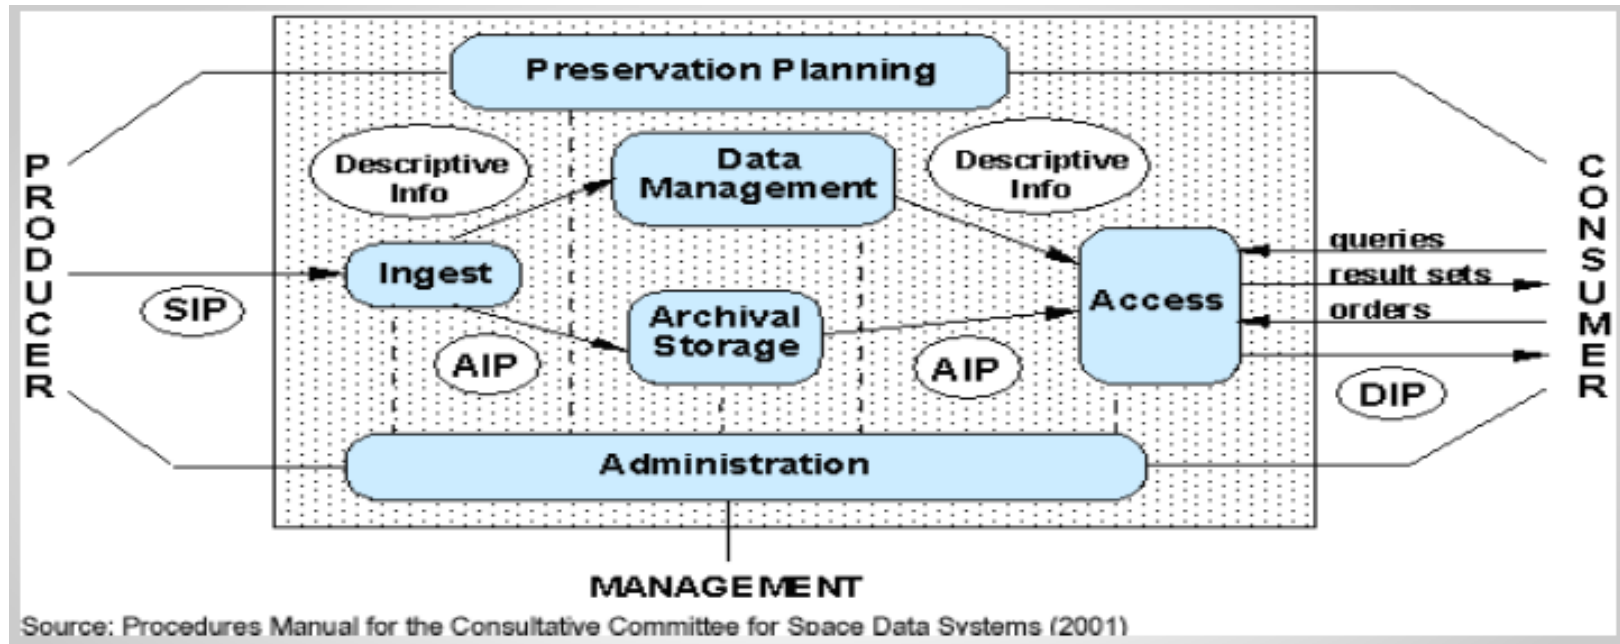 Preservation Planning
Descriptive
Info
Data
Management
Descriptive
Info
PRODUCER
SIP
Ingest
AIP
Archival
Storage
AIP
Access
queries
result sets
orders
DIP
CONSUMER
Administration
MANAGEMENT
Source: Procedures Manual for the Consultative Committee for Space Data Systems (2001)